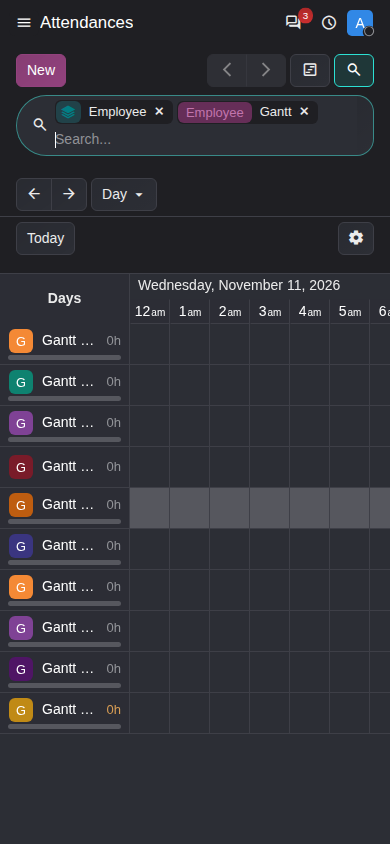 Attendances
3
A
New
Employee ✕
Employee Gantt ✕
Search...
Day
Today
Days
Wednesday, November 11, 2026
12am 1am 2am 3am 4am 5am
G Gantt ... 0h
G Gantt ... 0h
G Gantt ... 0h
G Gantt ... 0h
G Gantt ... 0h
G Gantt ... 0h
G Gantt ... 0h
G Gantt ... 0h
G Gantt ... 0h
G Gantt ... 0h